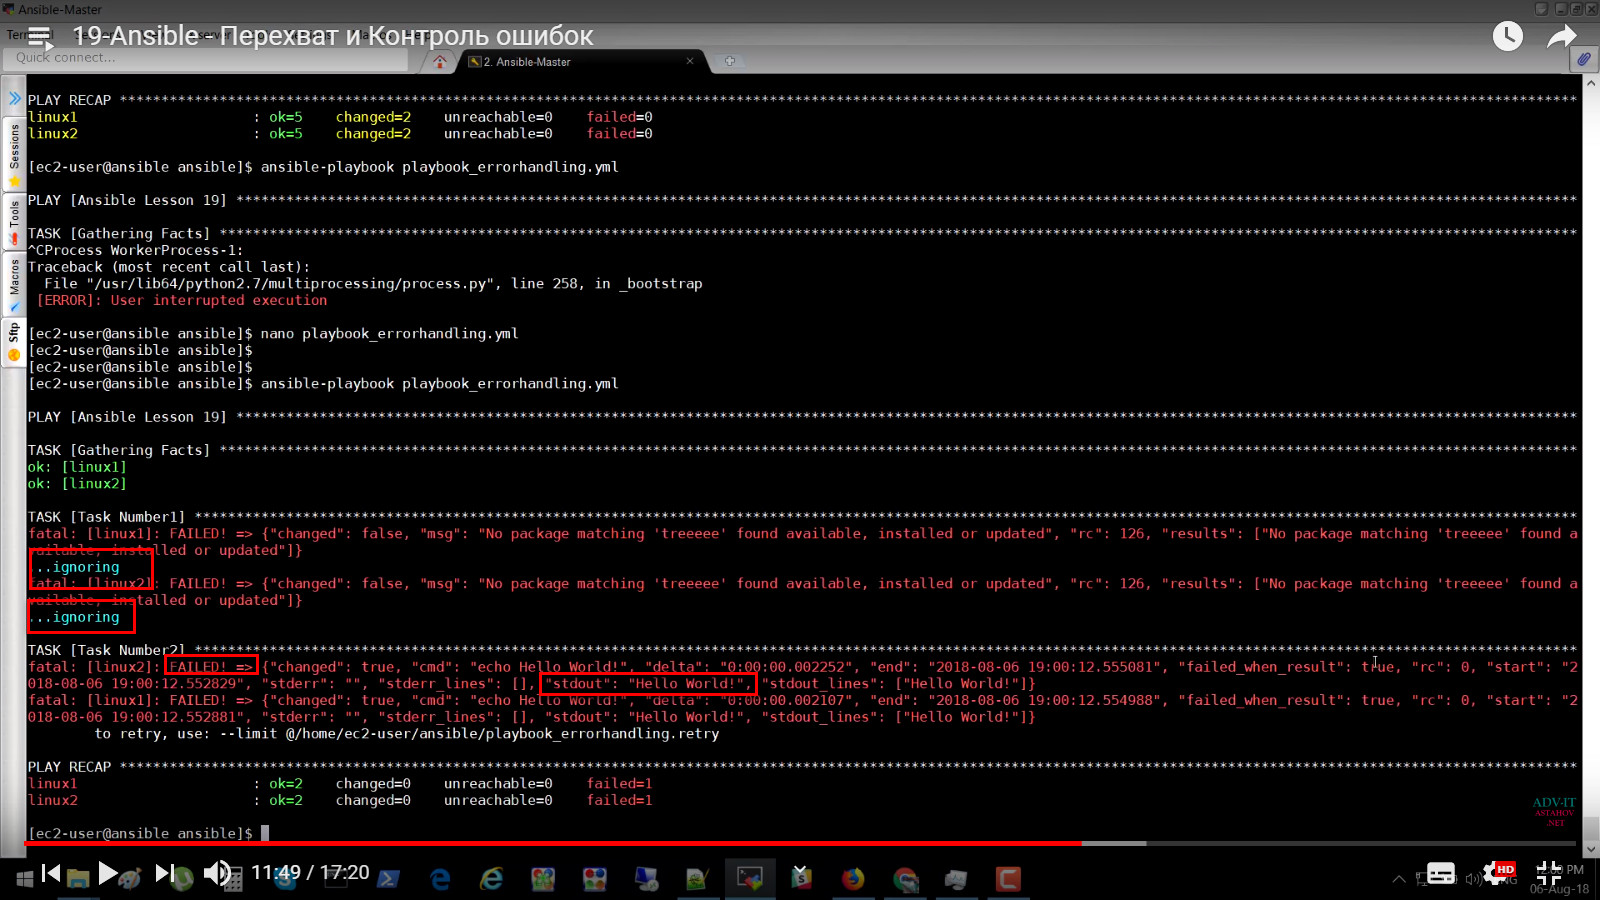 Ansible-Master
19-Ansible - Перехват и Контроль ошибок
Quick connect...
2. Ansible-Master
Sessions
Tools
Macros
Sftp
PLAY RECAP ****************************************************************
linux1 : ok=5 changed=2 unreachable=0 failed=0
linux2 : ok=5 changed=2 unreachable=0 failed=0
[ec2-user@ansible ansible]$ ansible-playbook playbook_errorhandling.yml
PLAY [Ansible Lesson 19] ****************************************************************
TASK [Gathering Facts] ****************************************************************
^CProcess WorkerProcess-1:
Traceback (most recent call last):
File "/usr/lib64/python2.7/multiprocessing/process.py", line 258, in _bootstrap
[ERROR]: User interrupted execution
[ec2-user@ansible ansible]$ nano playbook_errorhandling.yml
[ec2-user@ansible ansible]$
[ec2-user@ansible ansible]$
[ec2-user@ansible ansible]$ ansible-playbook playbook_errorhandling.yml
PLAY [Ansible Lesson 19] ****************************************************************
TASK [Gathering Facts] ****************************************************************
ok: [linux1]
ok: [linux2]
TASK [Task Number1] ****************************************************************
fatal: [linux1]: FAILED! => {"changed": false, "msg": "No package matching 'treeeee' found available, installed or updated", "rc": 126, "results": ["No package matching 'treeeee' found a
vailable, installed or updated"]}
...ignoring
fatal: [linux2]: FAILED! => {"changed": false, "msg": "No package matching 'treeeee' found available, installed or updated", "rc": 126, "results": ["No package matching 'treeeee' found a
vailable, installed or updated"]}
...ignoring
TASK [Task Number2] ****************************************************************
fatal: [linux2]: FAILED! => {"changed": true, "cmd": "echo Hello World!", "delta": "0:00:00.002252", "end": "2018-08-06 19:00:12.555081", "failed_when_result": true, "rc": 0, "start": "2
018-08-06 19:00:12.552829", "stderr": "", "stderr_lines": [], "stdout": "Hello World!", "stdout_lines": ["Hello World!"]}
fatal: [linux1]: FAILED! => {"changed": true, "cmd": "echo Hello World!", "delta": "0:00:00.002107", "end": "2018-08-06 19:00:12.554988", "failed_when_result": true, "rc": 0, "start": "2
018-08-06 19:00:12.552881", "stderr": "", "stderr_lines": [], "stdout": "Hello World!", "stdout_lines": ["Hello World!"]}
to retry, use: --limit @/home/ec2-user/ansible/playbook_errorhandling.retry
PLAY RECAP ****************************************************************
linux1 : ok=2 changed=0 unreachable=0 failed=1
linux2 : ok=2 changed=0 unreachable=0 failed=1
ADV-IT
ASTAHOV
.NET
[ec2-user@ansible ansible]$
11:49 / 17:20
HD
06-Aug-18